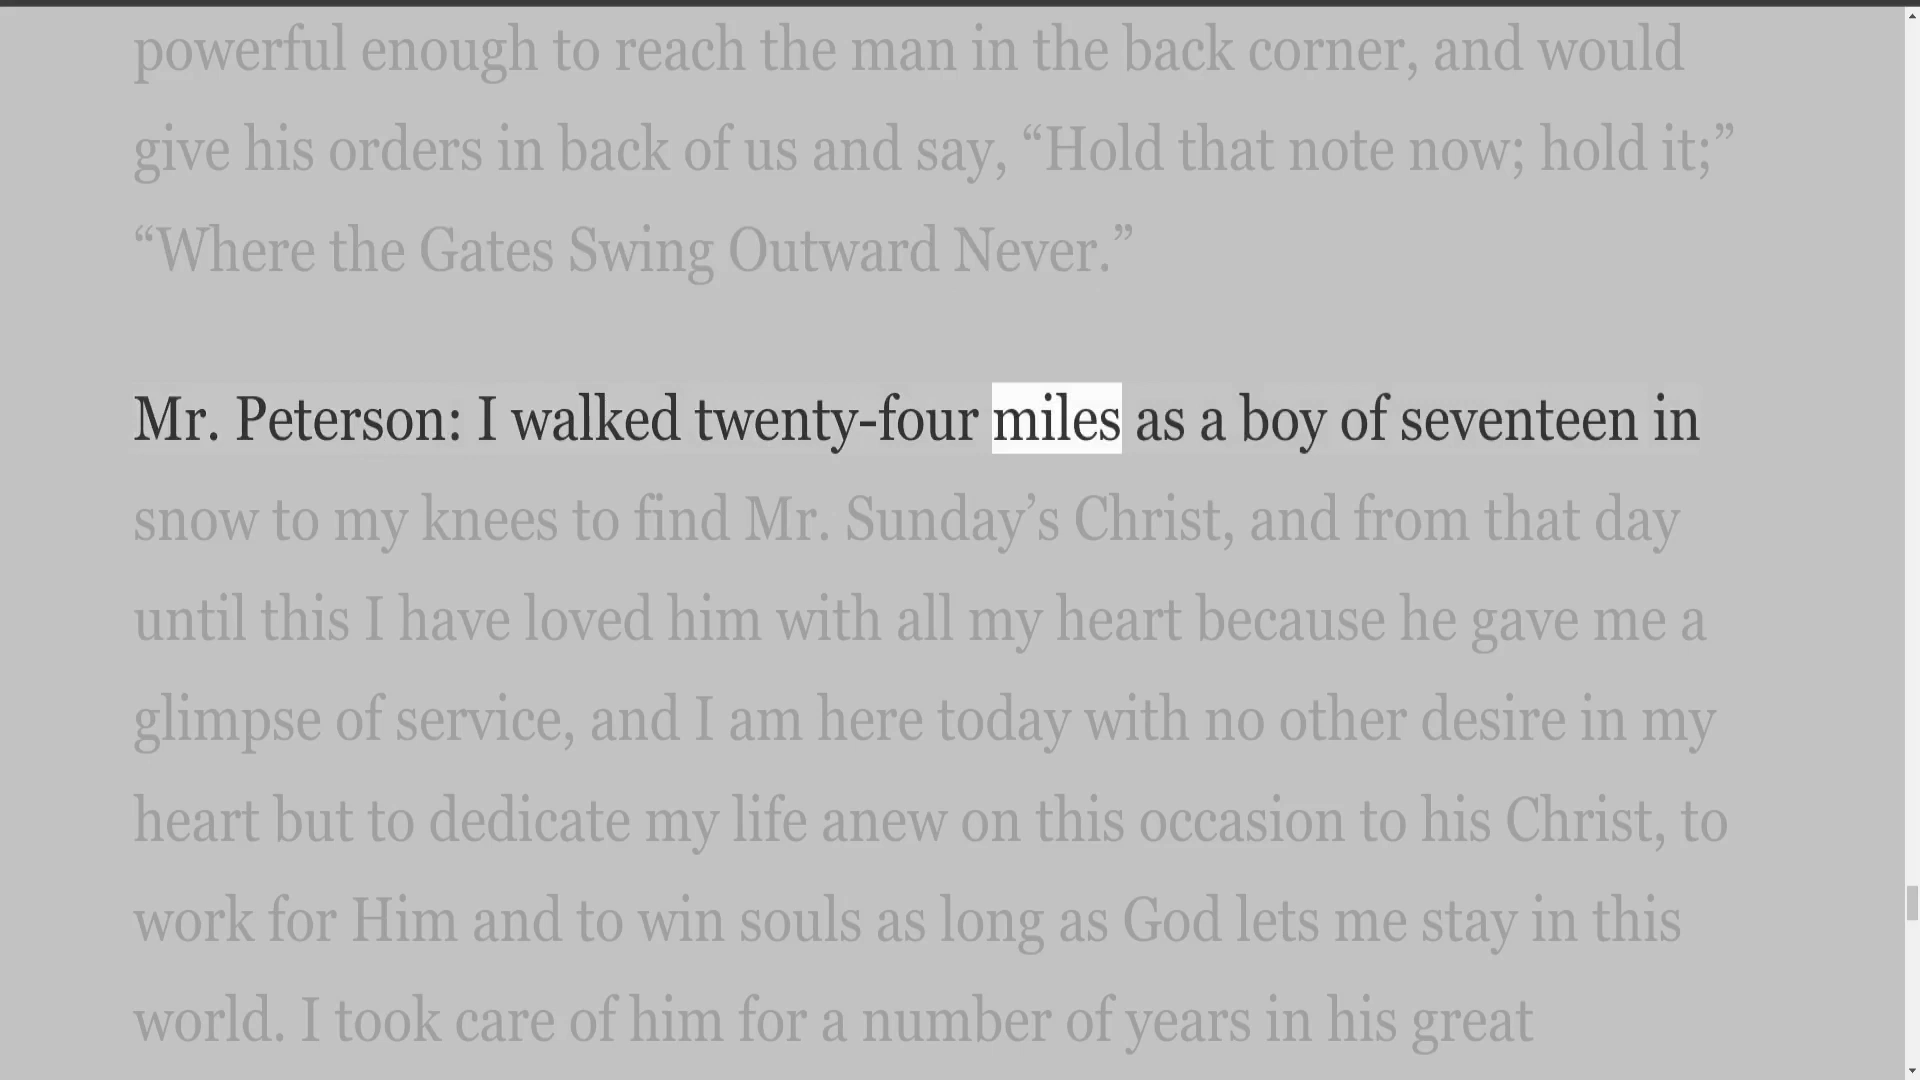 powerful enough to reach the man in the back corner, and would
give his orders in back of us and say, “Hold that note now; hold it;”
“Where the Gates Swing Outward Never.”
Mr. Peterson: I walked twenty-four miles as a boy of seventeen in
snow to my knees to find Mr. Sunday’s Christ, and from that day
until this I have loved him with all my heart because he gave me a
glimpse of service, and I am here today with no other desire in my
heart but to dedicate my life anew on this occasion to his Christ, to
work for Him and to win souls as long as God lets me stay in this
world. I took care of him for a number of years in his great